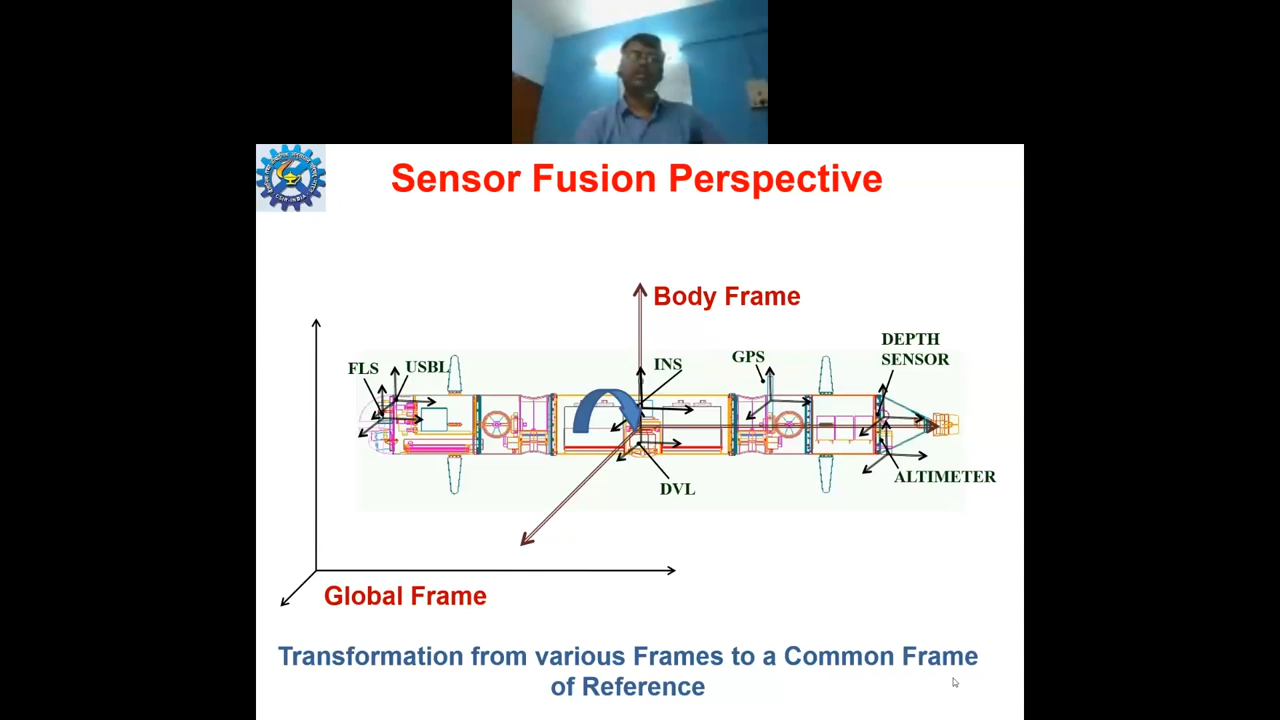 Sensor Fusion Perspective
Body Frame
FLS
USBL
INS
GPS
DEPTH
SENSOR
DVL
ALTIMETER
Global Frame
Transformation from various Frames to a Common Frame
of Reference